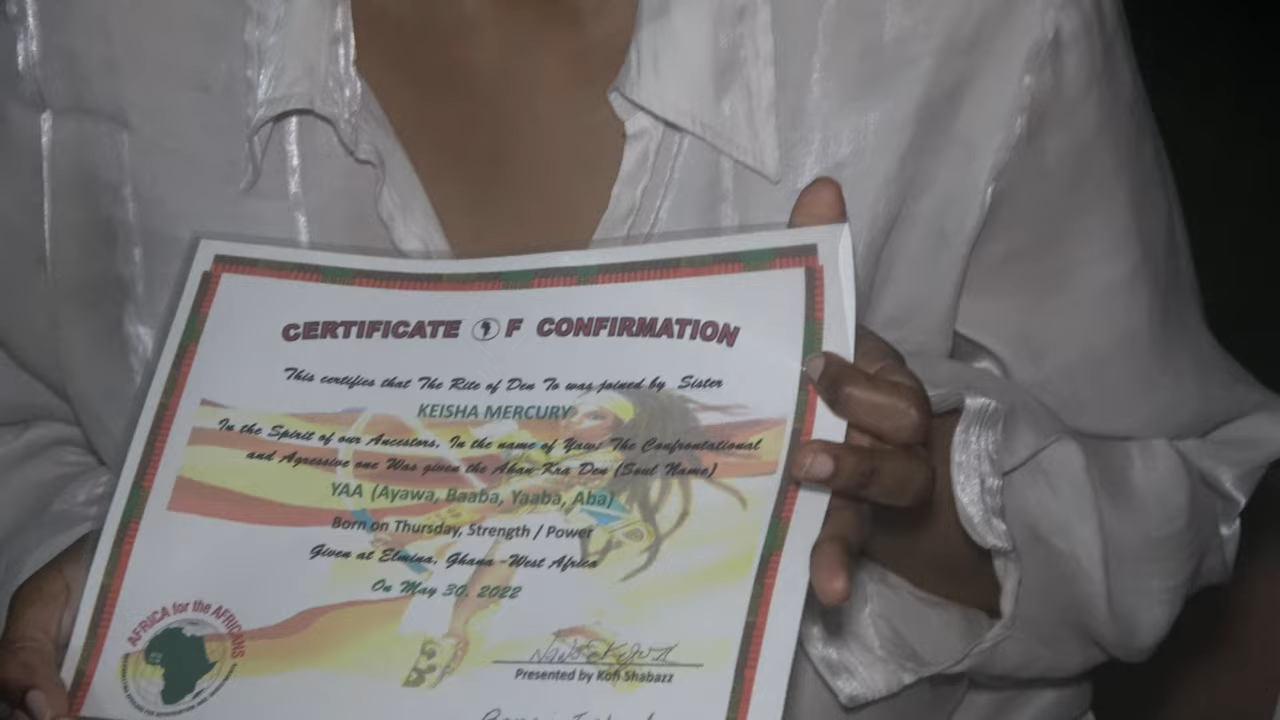 CERTIFICATE OF CONFIRMATION
This certifies that The Rite of Den To was joined by Sister
KEISHA MERCURY
In the Spirit of our Ancestors, In the name of Yaw: The Confrontational
and Agressive one Was given the Akan Kra Den (Soul Name)
YAA (Ayawa, Baaba, Yaaba, Aba)
Born on Thursday, Strength / Power
Given at Elmina, Ghana -West Africa
On May 30, 2022
AFRICA for the AFRICANS
Presented by Kofi Shabazz